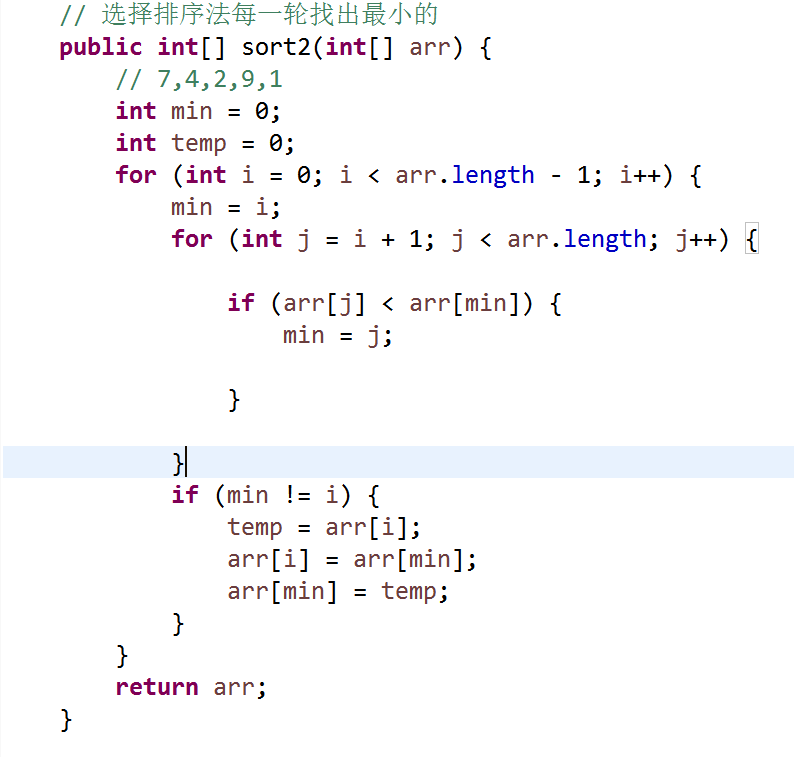 // 选择排序法每一轮找出最小的
public int[] sort2(int[] arr) {
// 7,4,2,9,1
int min = 0;
int temp = 0;
for (int i = 0; i < arr.length - 1; i++) {
min = i;
for (int j = i + 1; j < arr.length; j++) {
if (arr[j] < arr[min]) {
min = j;
}
}
if (min != i) {
temp = arr[i];
arr[i] = arr[min];
arr[min] = temp;
}
}
return arr;
}